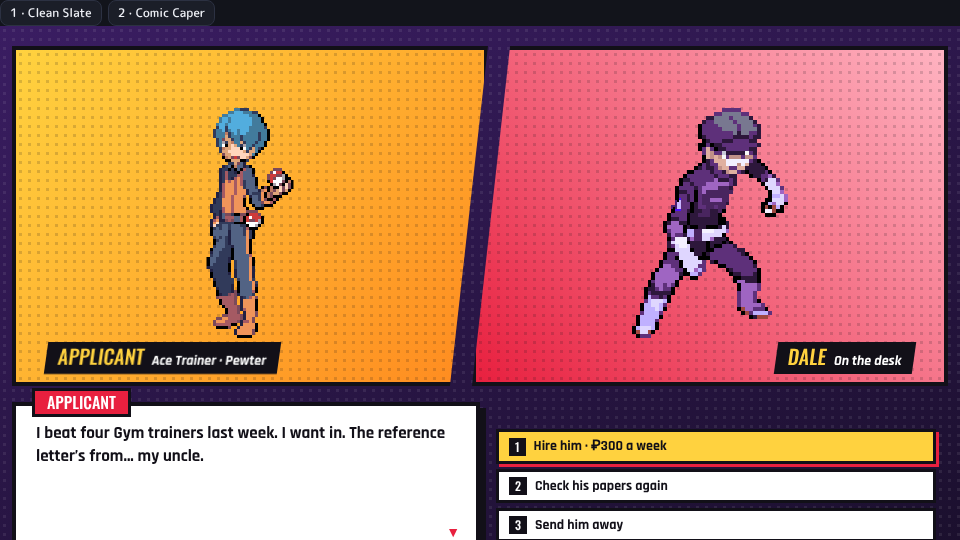 1 · Clean Slate
2 · Comic Caper
APPLICANT Ace Trainer · Pewter
DALE On the desk
APPLICANT
I beat four Gym trainers last week. I want in. The reference
letter's from... my uncle.
1 Hire him · ₽300 a week
2 Check his papers again
3 Send him away